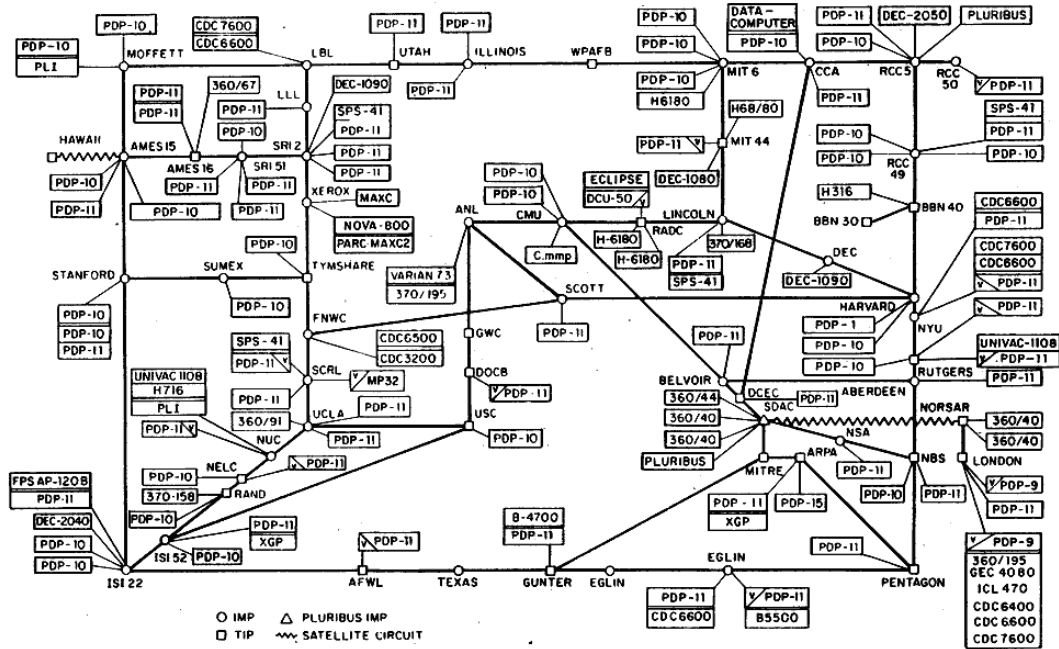 PDP-10
PDP-10
PLI
MOFFETT
CDC 7600
CDC6600
LBL
PDP-11
UTAH
PDP-11
ILLINOIS
PDP-11
WPAFB
PDP-10
PDP-10
PDP-10
H6180
MIT 6
DATA-
COMPUTER
PDP-10
CCA
PDP-11
PDP-11
PDP-10
DEC-2050
PLURIBUS
RCC 5
RCC
50
PDP-11
SPS-41
PDP-11
PDP-10
PDP-10
PDP-10
RCC
49
LLL
PDP-11
DEC-1090
SPS-41
PDP-11
PDP-11
PDP-11
SRI 2
360/67
PDP-11
PDP-11
PDP-10
HAWAII
AMES 15
AMES 16
SRI 51
PDP-11
PDP-11
PDP-11
PDP-10
PDP-11
PDP-10
H68/80
PDP-11
MIT 44
DEC-1080
XEROX
MAXC
NOVA-800
PARC-MAXC2
PDP-10
PDP-10
ANL
CMU
C.mmp
ECLIPSE
DCU-50
RADC
H-6180
H-6180
LINCOLN
370/168
PDP-11
SPS-41
H316
BBN 30
BBN 40
DEC
DEC-1090
CDC6600
PDP-11
CDC7600
CDC6600
PDP-11
PDP-11
STANFORD
SUMEX
PDP-10
TYMSHARE
PDP-10
PDP-10
PDP-10
PDP-11
VARIAN 73
370/195
SCOTT
PDP-11
HARVARD
PDP-1
PDP-10
PDP-10
NYU
FNWC
CDC6500
CDC3200
GWC
SPS-41
PDP-11
SCRL
MP32
PDP-11
DOCB
PDP-11
PDP-11
BELVOIR
UNIVAC-1108
PDP-11
RUTGERS
PDP-11
ABERDEEN
UNIVAC 1108
H716
PLI
PDP-11
360/91
UCLA
PDP-11
PDP-11
NUC
USC
PDP-10
DCEC
PDP-11
SDAC
360/44
360/40
360/40
PLURIBUS
NORSAR
360/40
360/40
NSA
PDP-11
NBS
PDP-10
PDP-11
LONDON
PDP-9
PDP-11
PDP-11
MITRE
ARPA
PDP-11
XGP
PDP-15
NELC
PDP-11
PDP-10
370-158
RAND
PDP-10
FPS AP-120B
PDP-11
DEC-2040
PDP-10
PDP-10
ISI 22
ISI 52
PDP-11
XGP
PDP-10
PDP-11
AFWL
TEXAS
B-4700
PDP-11
GUNTER
EGLIN
EGLIN
PDP-11
CDC6600
PDP-11
B5500
PDP-11
PENTAGON
PDP-9
360/195
GEC 4080
ICL 470
CDC6400
CDC6600
CDC7600
IMP
PLURIBUS IMP
TIP
SATELLITE CIRCUIT